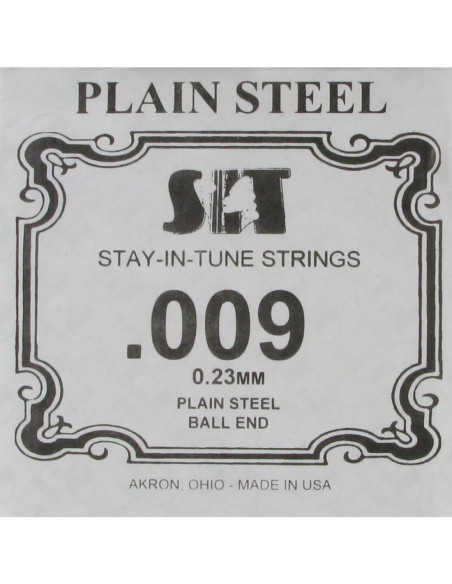 PLAIN STEEL
SIT
STAY-IN-TUNE STRINGS
.009
0.23MM
PLAIN STEEL
BALL END
AKRON, OHIO - MADE IN USA